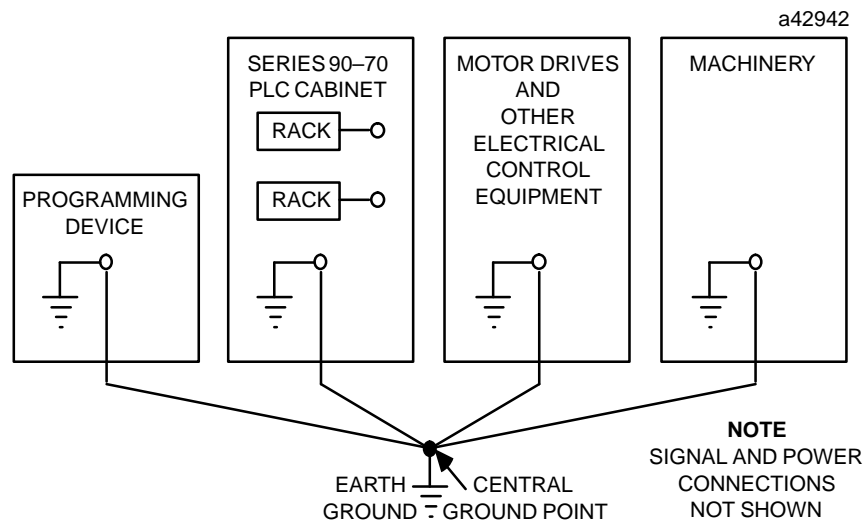 a42942
SERIES 90–70
PLC CABINET
RACK
RACK
MOTOR DRIVES
AND
OTHER
ELECTRICAL
CONTROL
EQUIPMENT
MACHINERY
PROGRAMMING
DEVICE
EARTH
GROUND
CENTRAL
GROUND POINT
NOTE
SIGNAL AND POWER
CONNECTIONS
NOT SHOWN